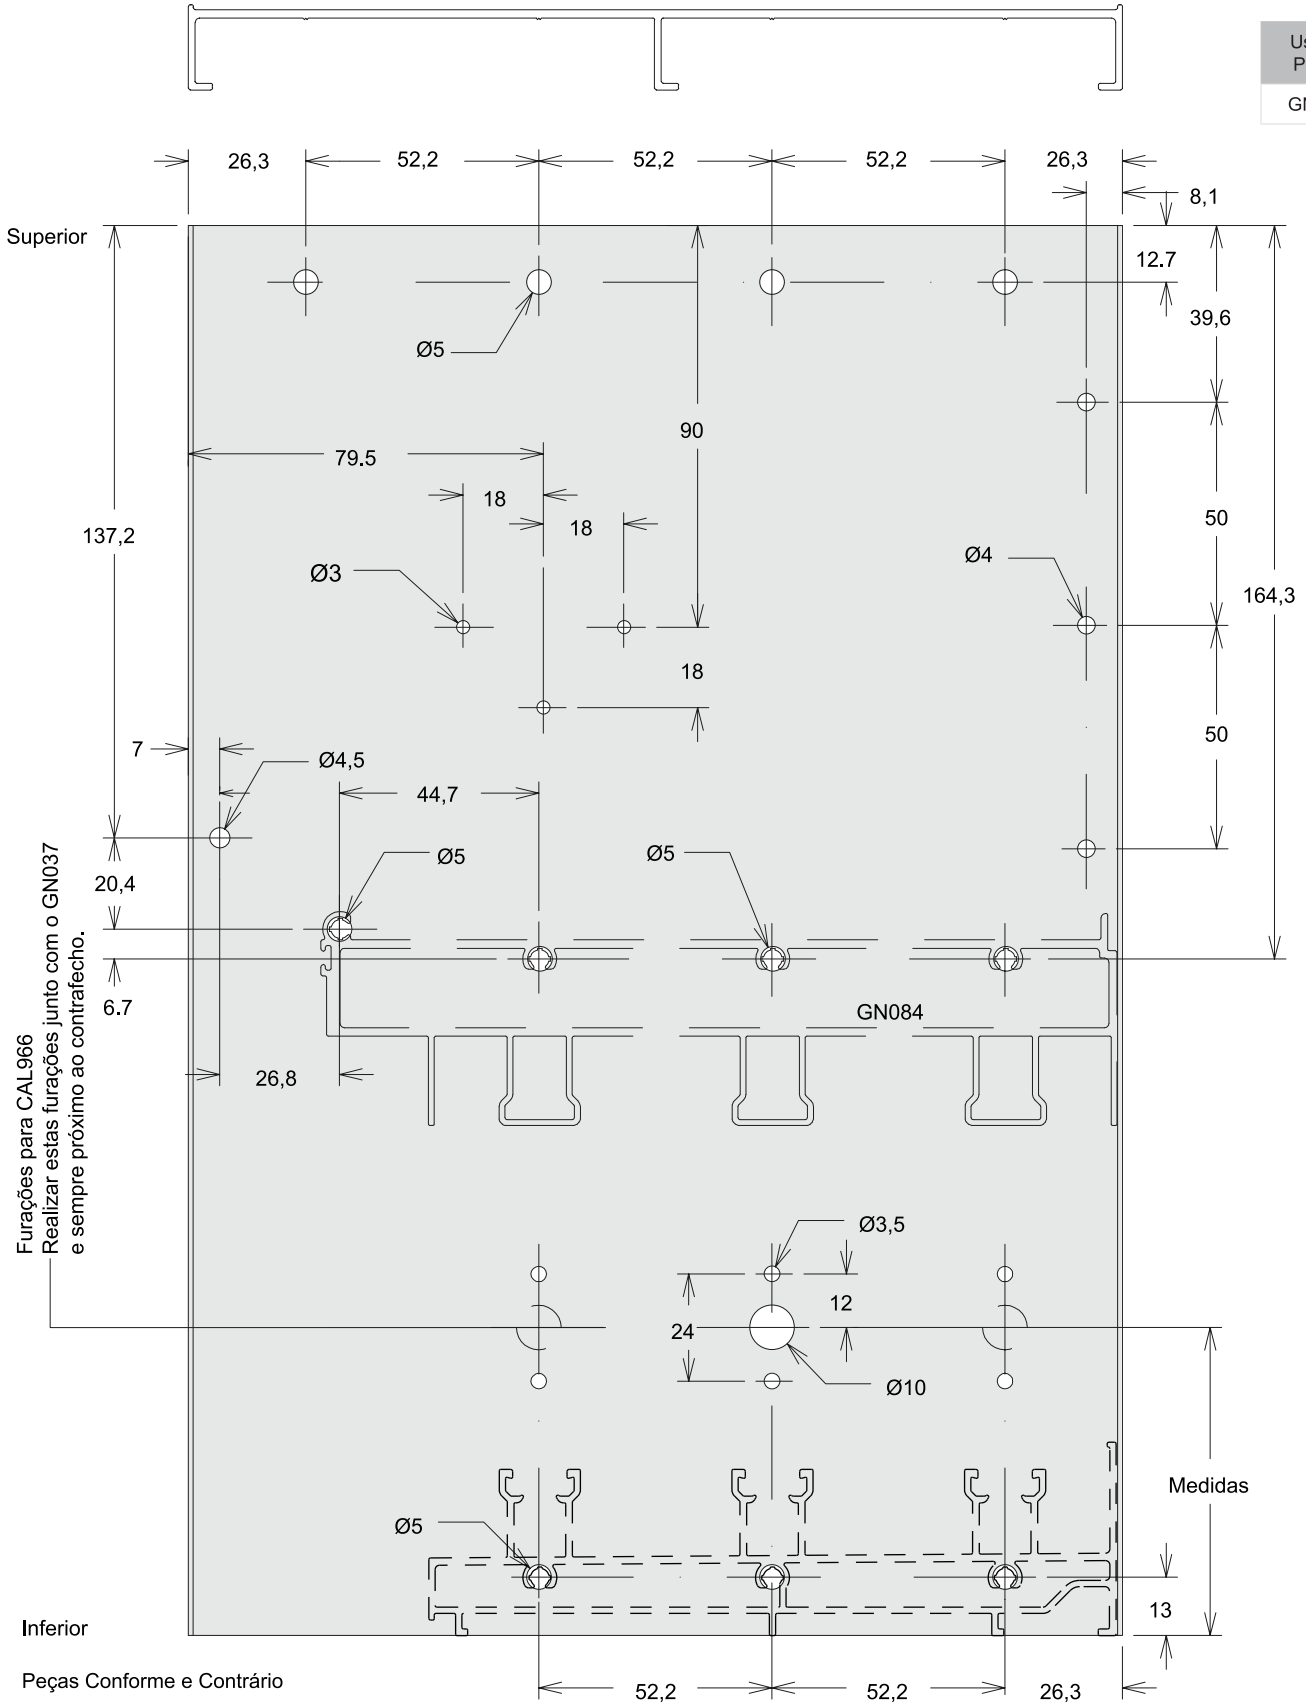 Us
P
GN
26,3
52,2
52,2
52,2
26,3
8,1
Superior
12.7
39,6
Ø5
90
79.5
18
18
137,2
50
Ø3
Ø4
164,3
18
7
50
Ø4,5
44,7
Ø5
Ø5
20,4
6.7
GN084
26,8
Furações para CAL966
Realizar estas furações junto com o GN037
e sempre próximo ao contrafecho.
Ø3,5
12
24
Ø10
Medidas
Ø5
13
Inferior
Peças Conforme e Contrário
52,2
52,2
26,3